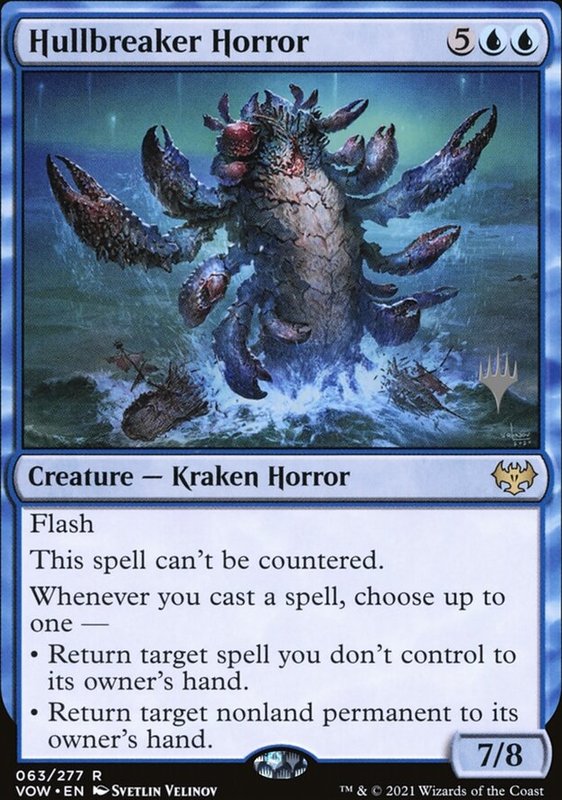 Hullbreaker Horror
5
Creature — Kraken Horror
Flash
This spell can't be countered.
Whenever you cast a spell, choose up to
one —
• Return target spell you don't control to
its owner's hand.
• Return target nonland permanent to its
owner's hand.
7/8
063/277 R
VOW • EN Svetlin Velinov
™ & © 2021 Wizards of the Coast